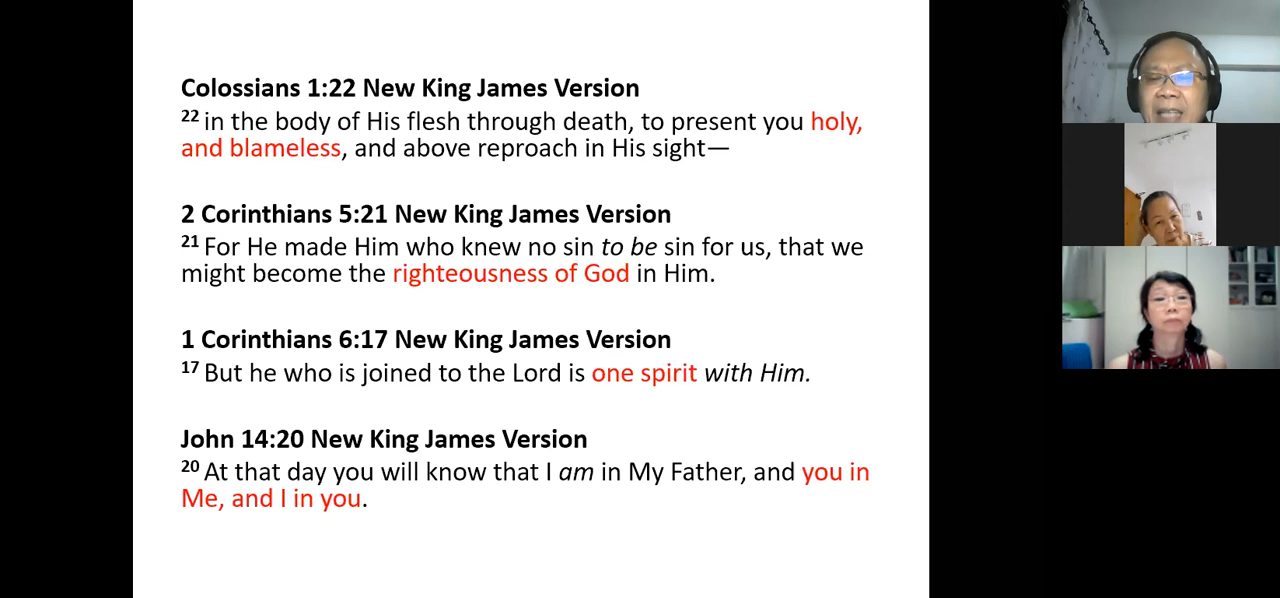 Colossians 1:22 New King James Version
22 in the body of His flesh through death, to present you holy,
and blameless, and above reproach in His sight—
2 Corinthians 5:21 New King James Version
21 For He made Him who knew no sin to be sin for us, that we
might become the righteousness of God in Him.
1 Corinthians 6:17 New King James Version
17 But he who is joined to the Lord is one spirit with Him.
John 14:20 New King James Version
20 At that day you will know that I am in My Father, and you in
Me, and I in you.